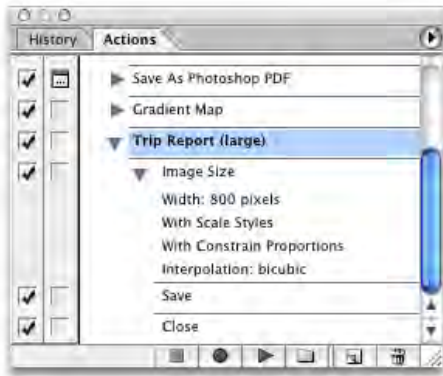 History Actions
Save As Photoshop PDF
Gradient Map
Trip Report (large)
Image Size
Width: 800 pixels
With Scale Styles
With Constrain Proportions
Interpolation: bicubic
Save
Close